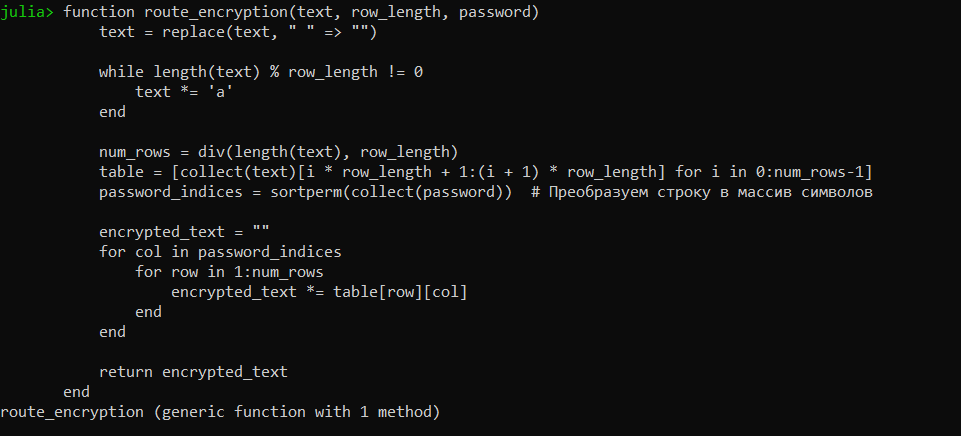 julia> function route_encryption(text, row_length, password)
           text = replace(text, " " => "")

           while length(text) % row_length != 0
               text *= 'a'
           end

           num_rows = div(length(text), row_length)
           table = [collect(text)[i * row_length + 1:(i + 1) * row_length] for i in 0:num_rows-1]
           password_indices = sortperm(collect(password))  # Преобразуем строку в массив символов

           encrypted_text = ""
           for col in password_indices
               for row in 1:num_rows
                   encrypted_text *= table[row][col]
               end
           end

           return encrypted_text
       end
route_encryption (generic function with 1 method)